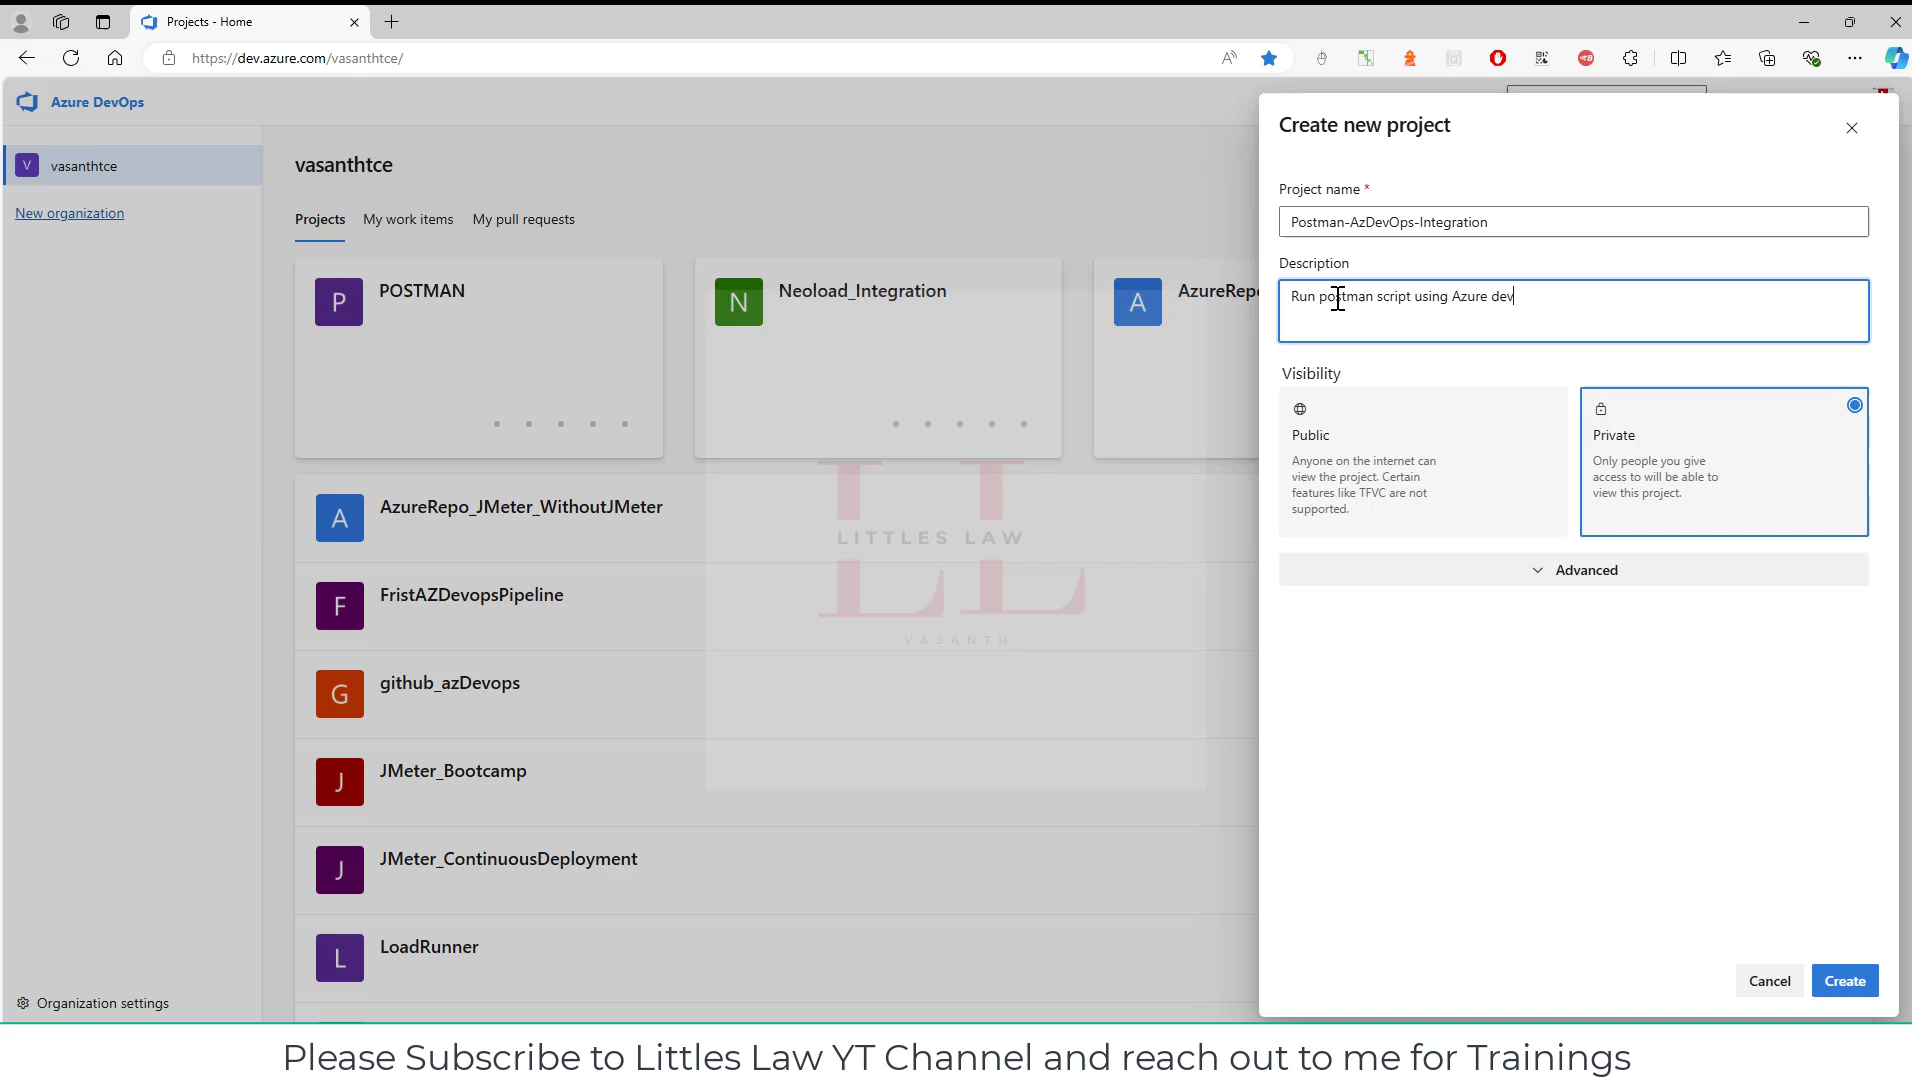 Projects - Home
https://dev.azure.com/vasanthtce/
Azure DevOps
V vasanthtce
New organization
vasanthtce
Projects My work items My pull requests
P POSTMAN
N Neoload_Integration
A AzureRepo
A AzureRepo_JMeter_WithoutJMeter
F FristAZDevopsPipeline
G github_azDevops
J JMeter_Bootcamp
J JMeter_ContinuousDeployment
L LoadRunner
LL
LITTLES LAW
VASANTH
Organization settings
Create new project
Project name *
Postman-AzDevOps-Integration
Description
Run postman script using Azure dev
Visibility
Public
Anyone on the internet can
view the project. Certain
features like TFVC are not
supported.
Private
Only people you give
access to will be able to
view this project.
Advanced
Cancel Create
Please Subscribe to Littles Law YT Channel and reach out to me for Trainings